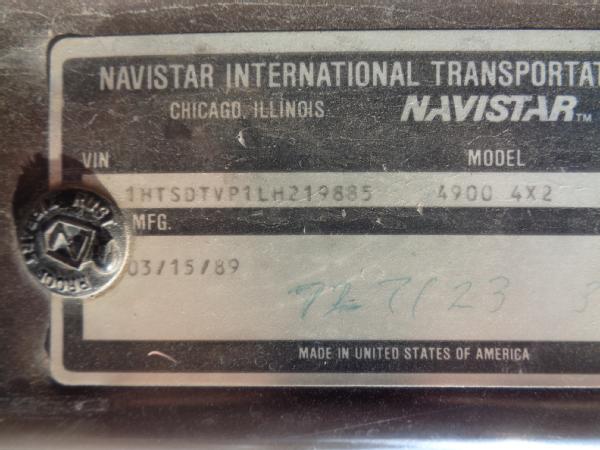 NAVISTAR INTERNATIONAL TRANSPORTAT
CHICAGO, ILLINOIS NAVISTAR™
VIN MODEL
1HTSDTVP1LH219885 4900 4X2
MFG.
03/15/89
MADE IN UNITED STATES OF AMERICA